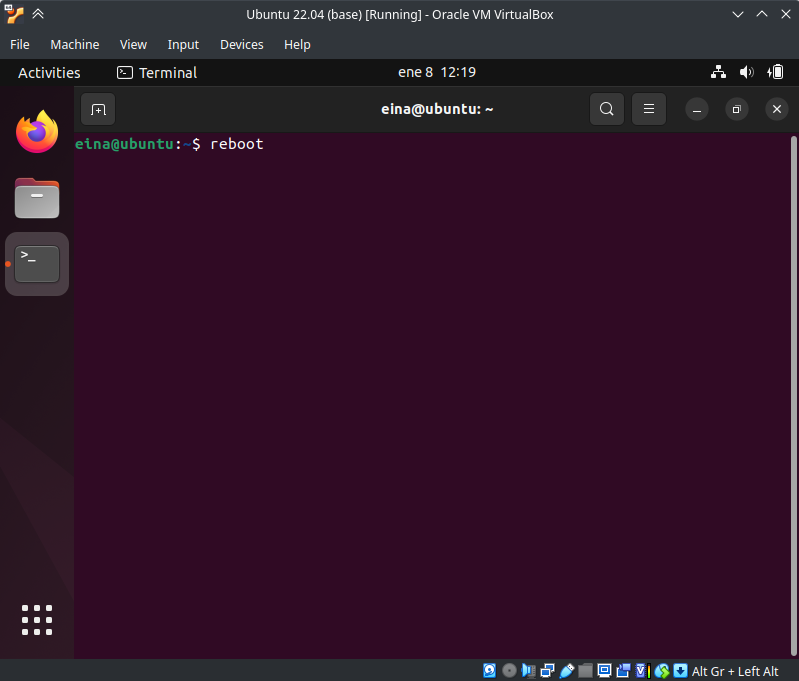 Ubuntu 22.04 (base) [Running] - Oracle VM VirtualBox
File Machine View Input Devices Help
Activities Terminal ene 8 12:19
eina@ubuntu: ~
eina@ubuntu:~$ reboot
>_
Alt Gr + Left Alt